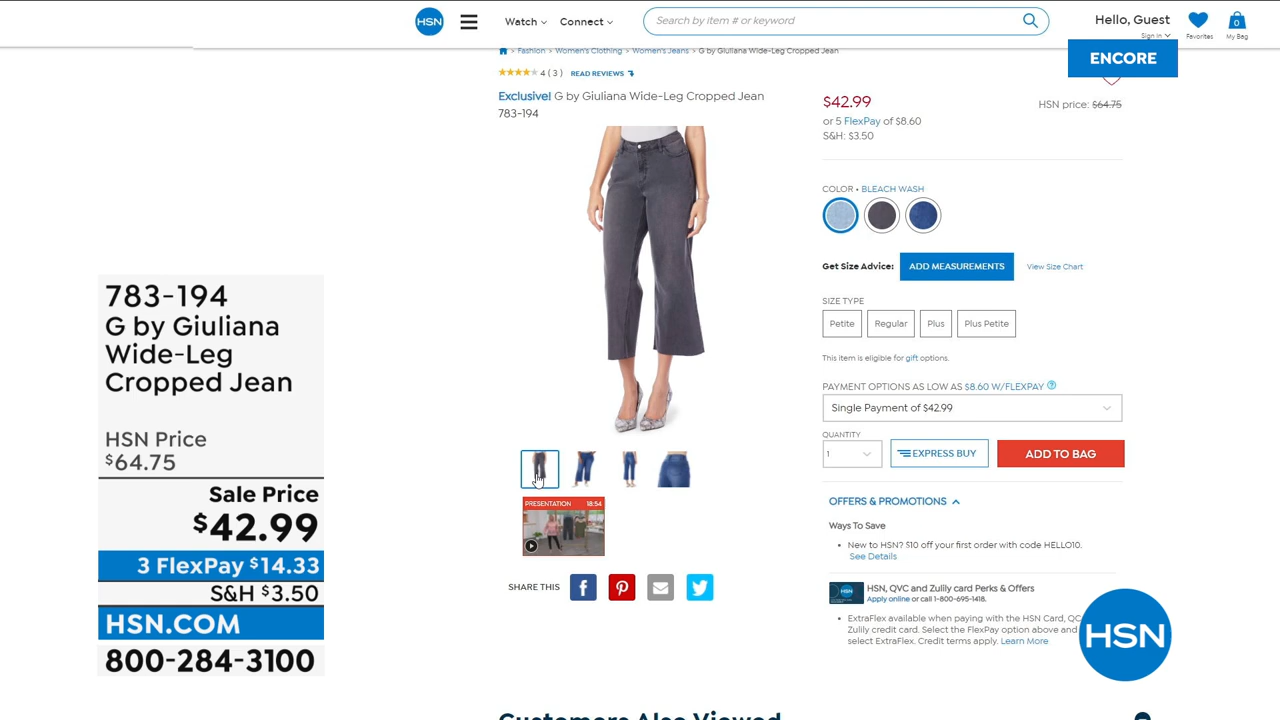 HSN
Watch
Connect
Search by item # or keyword
Hello, Guest
Sign In
Favorites
0
My Bag
ENCORE
> Fashion > Women's Clothing > Women's Jeans > G by Giuliana Wide-Leg Cropped Jean
4 ( 3 ) READ REVIEWS
Exclusive! G by Giuliana Wide-Leg Cropped Jean
783-194
$42.99
HSN price: $64.75
or 5 FlexPay of $8.60
S&H: $3.50
COLOR • BLEACH WASH
Get Size Advice:
ADD MEASUREMENTS
View Size Chart
SIZE TYPE
Petite
Regular
Plus
Plus Petite
This item is eligible for gift options.
PAYMENT OPTIONS AS LOW AS $8.60 W/FLEXPAY ?
Single Payment of $42.99
QUANTITY
1
EXPRESS BUY
ADD TO BAG
OFFERS & PROMOTIONS
Ways To Save
• New to HSN? $10 off your first order with code HELLO10.
See Details
HSN, QVC and Zulily card Perks & Offers
Apply online or call 1-800-695-1418.
• ExtraFlex available when paying with the HSN Card, QC
Zulily credit card. Select the FlexPay option above and
select ExtraFlex. Credit terms apply. Learn More
PRESENTATION 18:54
SHARE THIS
783-194
G by Giuliana
Wide-Leg
Cropped Jean
HSN Price
$64.75
Sale Price
$42.99
3 FlexPay $14.33
S&H $3.50
HSN.COM
800-284-3100
HSN
Customers Also Viewed